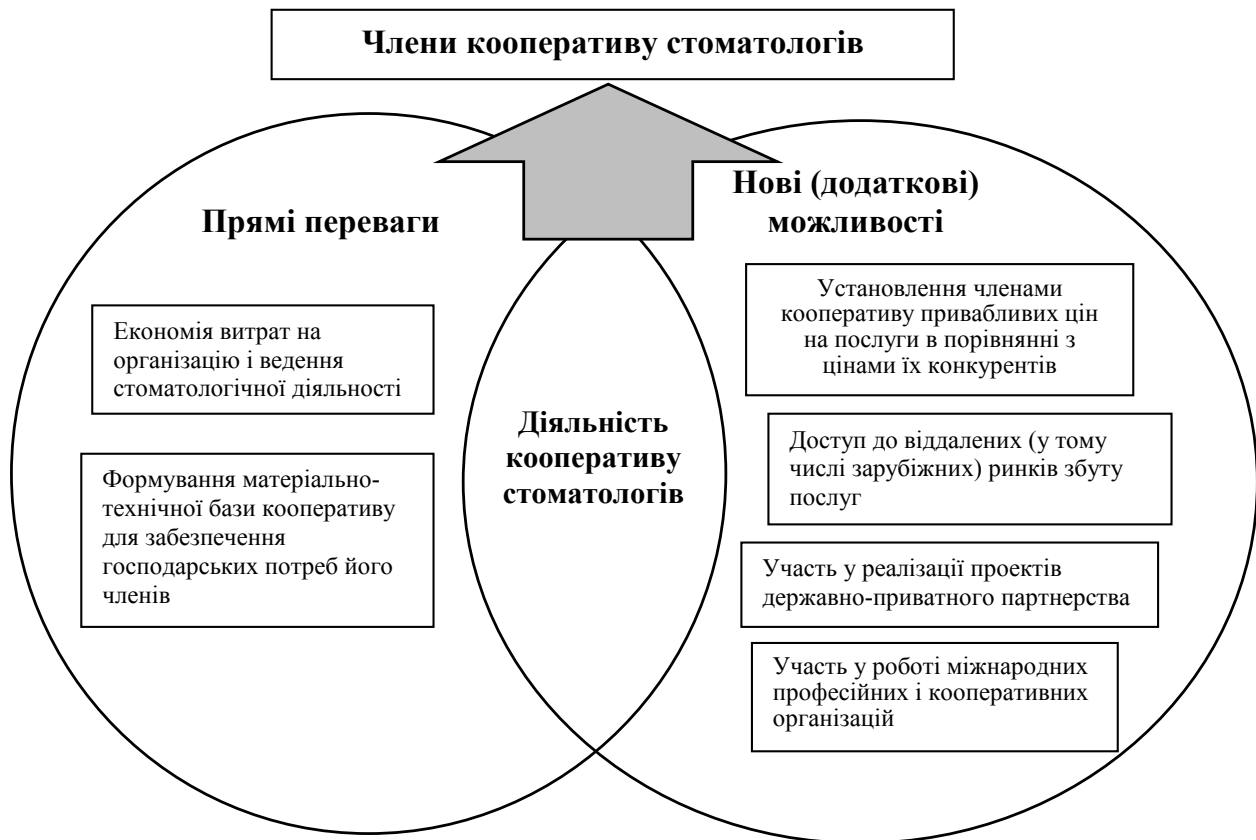 Члени кооперативу стоматологів
Прямі переваги
Економія витрат на
організацію і ведення
стоматологічної діяльності
Формування матеріально-
технічної бази кооперативу
для забезпечення
господарських потреб його
членів
Діяльність
кооперативу
стоматологів
Нові (додаткові)
можливості
Установлення членами
кооперативу привабливих цін
на послуги в порівнянні з
цінами їх конкурентів
Доступ до віддалених (у тому
числі зарубіжних) ринків збуту
послуг
Участь у реалізації проектів
державно-приватного партнерства
Участь у роботі міжнародних
професійних і кооперативних
організацій